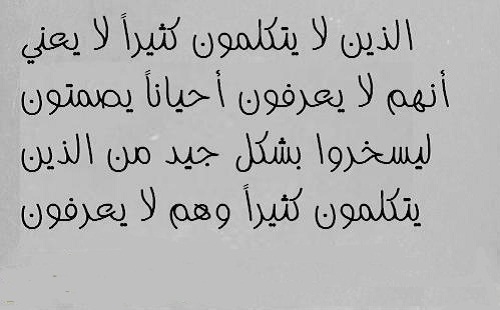 الذين لا يتكلمون كثيراً لا يعني
أنهم لا يعرفون أحياناً يصمتون
ليسخروا بشكل جيد من الذين
يتكلمون كثيراً وهم لا يعرفون